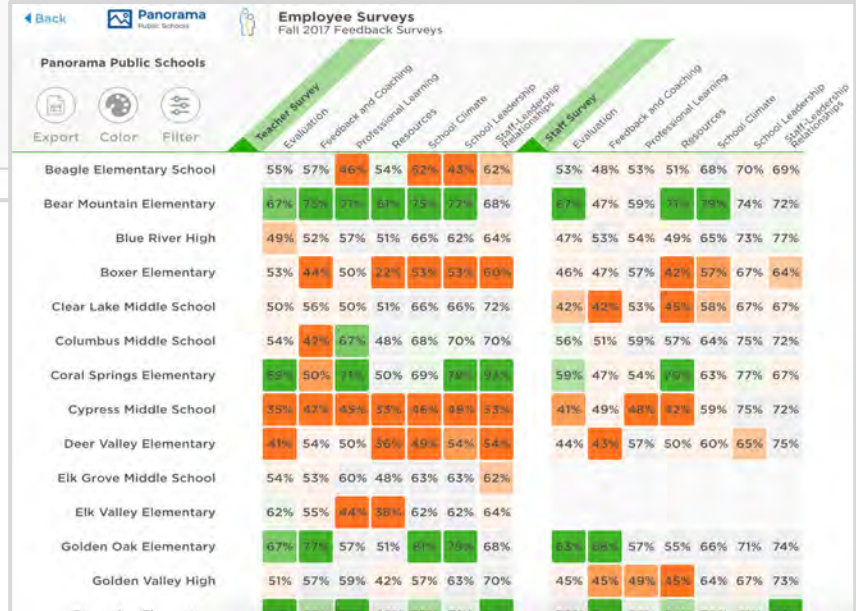 Back
Panorama
Public Schools
Employee Surveys
Fall 2017 Feedback Surveys
Panorama Public Schools
Export Color Filter
Teacher Survey
Evaluation
Feedback and Coaching
Professional Learning
Resources
School Climate
School Leadership
Staff-Leadership Relationships
Staff Survey
Evaluation
Feedback and Coaching
Professional Learning
Resources
School Climate
School Leadership
Staff-Leadership Relationships
Beagle Elementary School 55% 57% 46% 54% 62% 43% 62% 53% 48% 53% 51% 68% 70% 69%
Bear Mountain Elementary 67% 75% 61% 75% 77% 68% 67% 47% 59% 71% 79% 74% 72%
Blue River High 49% 52% 57% 51% 66% 62% 64% 47% 53% 54% 49% 65% 73% 77%
Boxer Elementary 53% 44% 50% 22% 53% 53% 60% 46% 47% 57% 42% 57% 67% 64%
Clear Lake Middle School 50% 56% 50% 51% 66% 66% 72% 42% 42% 53% 45% 58% 67% 67%
Columbus Middle School 54% 42% 67% 48% 68% 70% 70% 56% 51% 59% 57% 64% 75% 72%
Coral Springs Elementary 50% 71% 50% 69% 59% 47% 54% 63% 77% 67%
Cypress Middle School 35% 42% 45% 33% 46% 48% 53% 41% 49% 48% 42% 59% 75% 72%
Deer Valley Elementary 41% 54% 50% 36% 49% 54% 54% 44% 43% 57% 50% 60% 65% 75%
Elk Grove Middle School 54% 53% 60% 48% 63% 63% 62%
Elk Valley Elementary 62% 55% 44% 38% 62% 62% 64%
Golden Oak Elementary 67% 77% 57% 51% 81% 79% 68% 63% 68% 57% 55% 66% 71% 74%
Golden Valley High 51% 57% 59% 42% 57% 63% 70% 45% 45% 49% 45% 64% 67% 73%